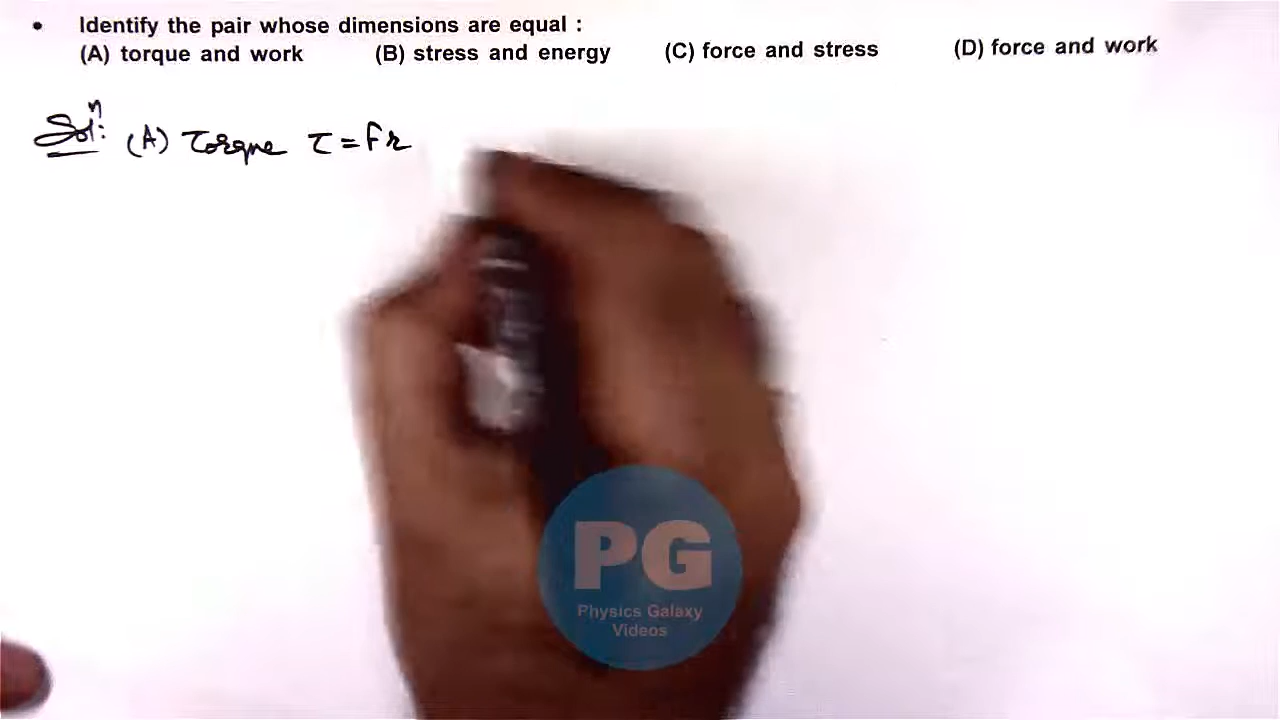 • Identify the pair whose dimensions are equal :
(A) torque and work (B) stress and energy (C) force and stress (D) force and work
Solⁿ: (A) Torque τ = Fr
PG
Physics Galaxy
Videos